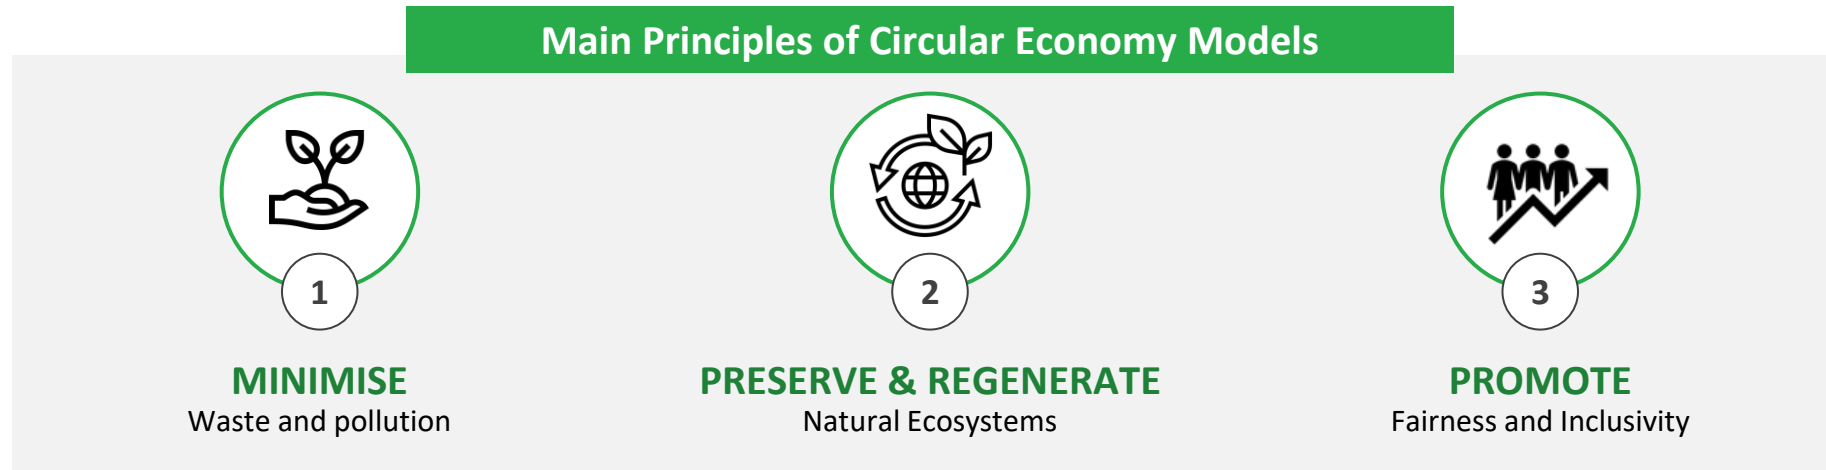 Main Principles of Circular Economy Models
1
MINIMISE
Waste and pollution
2
PRESERVE & REGENERATE
Natural Ecosystems
3
PROMOTE
Fairness and Inclusivity